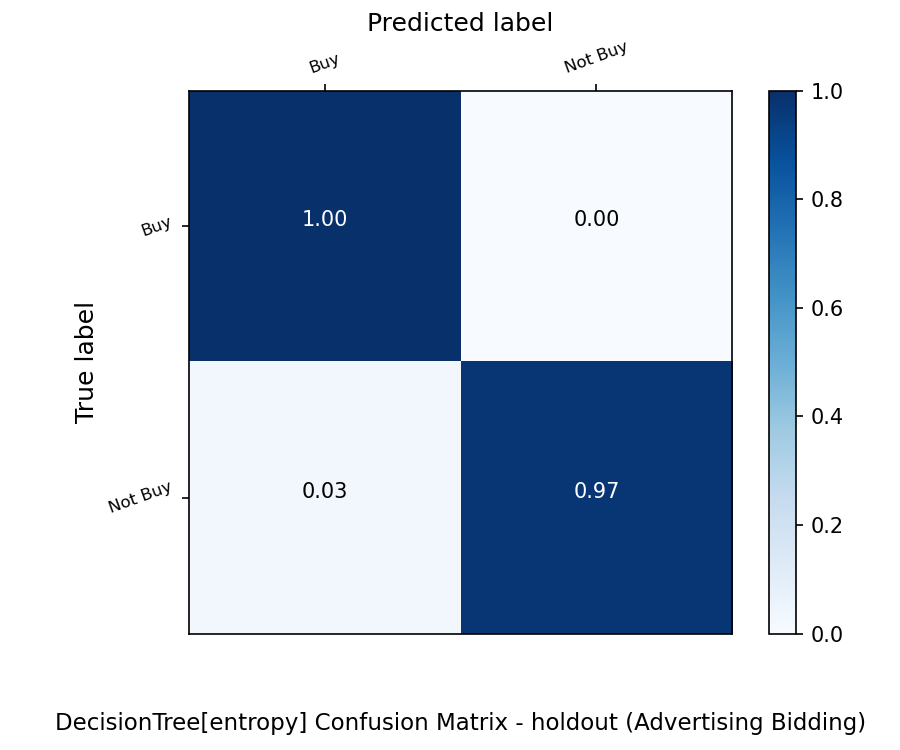 Predicted label
Buy
Not Buy
1.0
Buy
1.00
0.00
0.8
0.6
True label
0.4
Not Buy
0.03
0.97
0.2
0.0
DecisionTree[entropy] Confusion Matrix - holdout (Advertising Bidding)